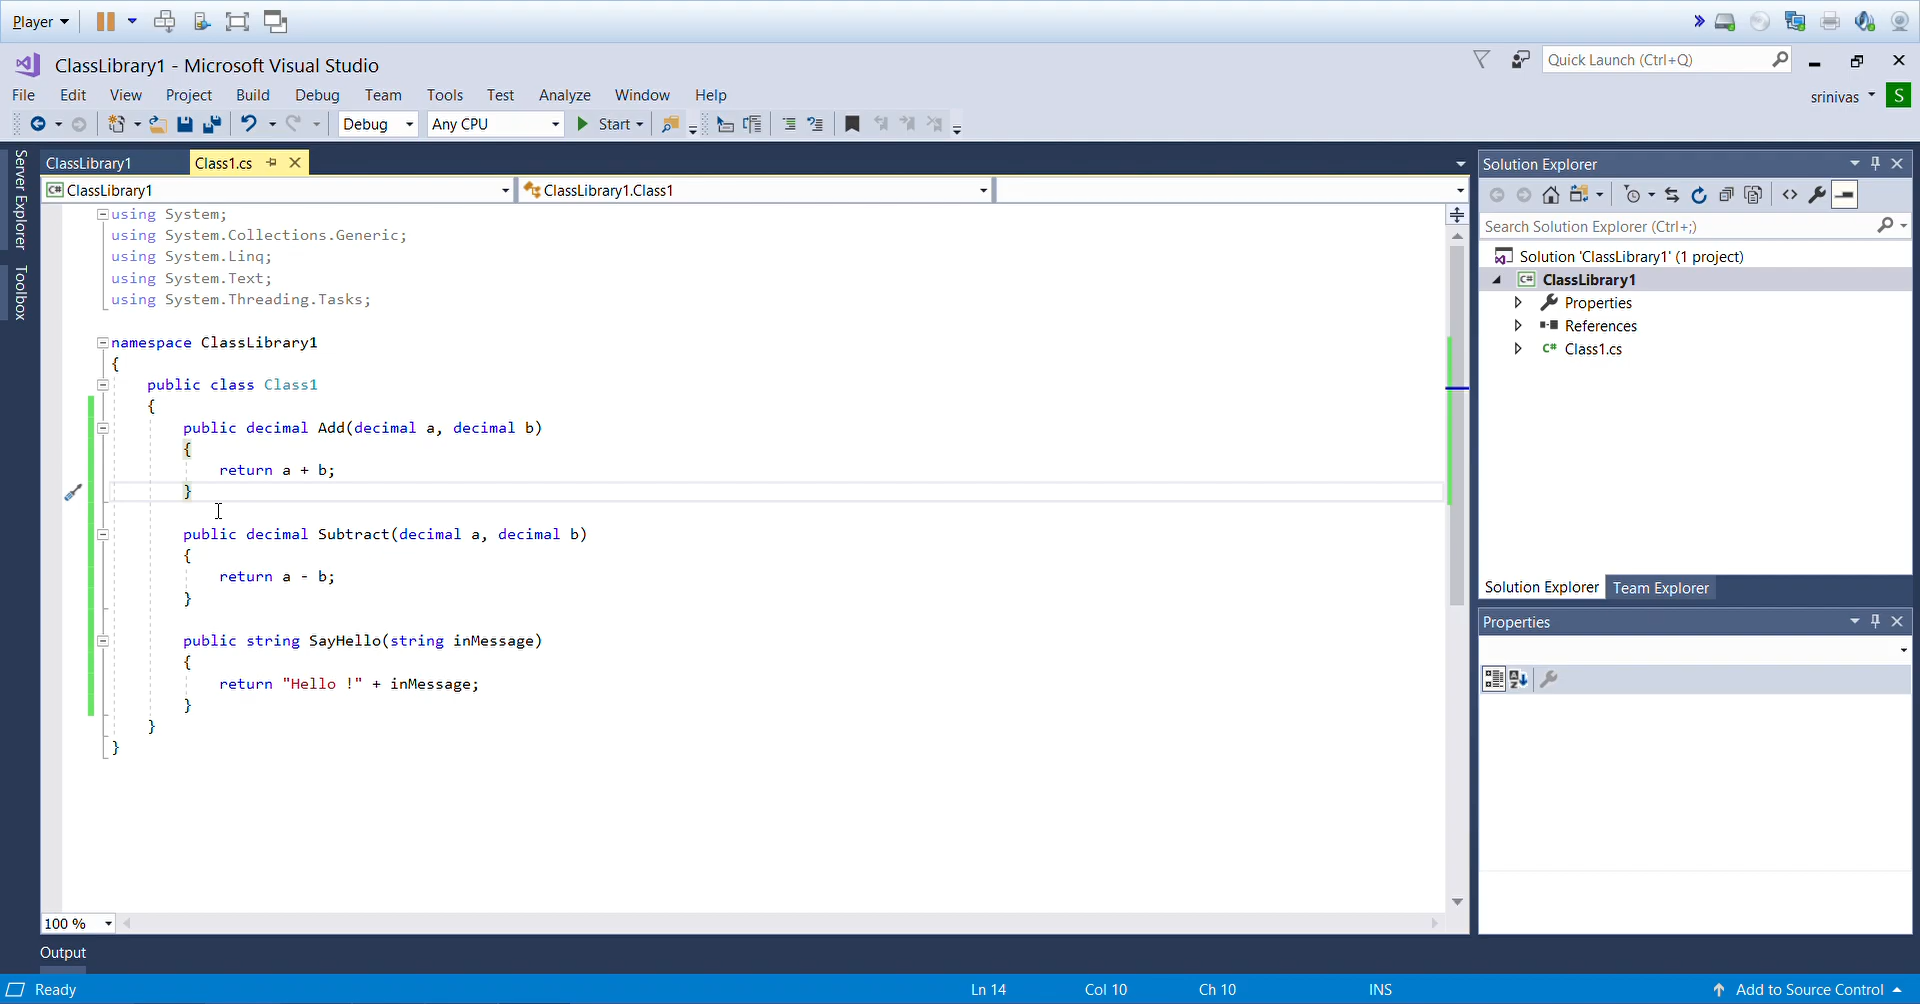 Player
ClassLibrary1 - Microsoft Visual Studio
Quick Launch (Ctrl+Q)
File Edit View Project Build Debug Team Tools Test Analyze Window Help
srinivas S
Debug Any CPU Start
Server Explorer
Toolbox
ClassLibrary1 Class1.cs
C# ClassLibrary1 ClassLibrary1.Class1
using System;
using System.Collections.Generic;
using System.Linq;
using System.Text;
using System.Threading.Tasks;
namespace ClassLibrary1
{
public class Class1
{
public decimal Add(decimal a, decimal b)
{
return a + b;
}
public decimal Subtract(decimal a, decimal b)
{
return a - b;
}
public string SayHello(string inMessage)
{
return "Hello !" + inMessage;
}
}
}
100 %
Output
Solution Explorer
Search Solution Explorer (Ctrl+;)
Solution 'ClassLibrary1' (1 project)
C# ClassLibrary1
Properties
References
C# Class1.cs
Solution Explorer Team Explorer
Properties
Ready Ln 14 Col 10 Ch 10 INS Add to Source Control